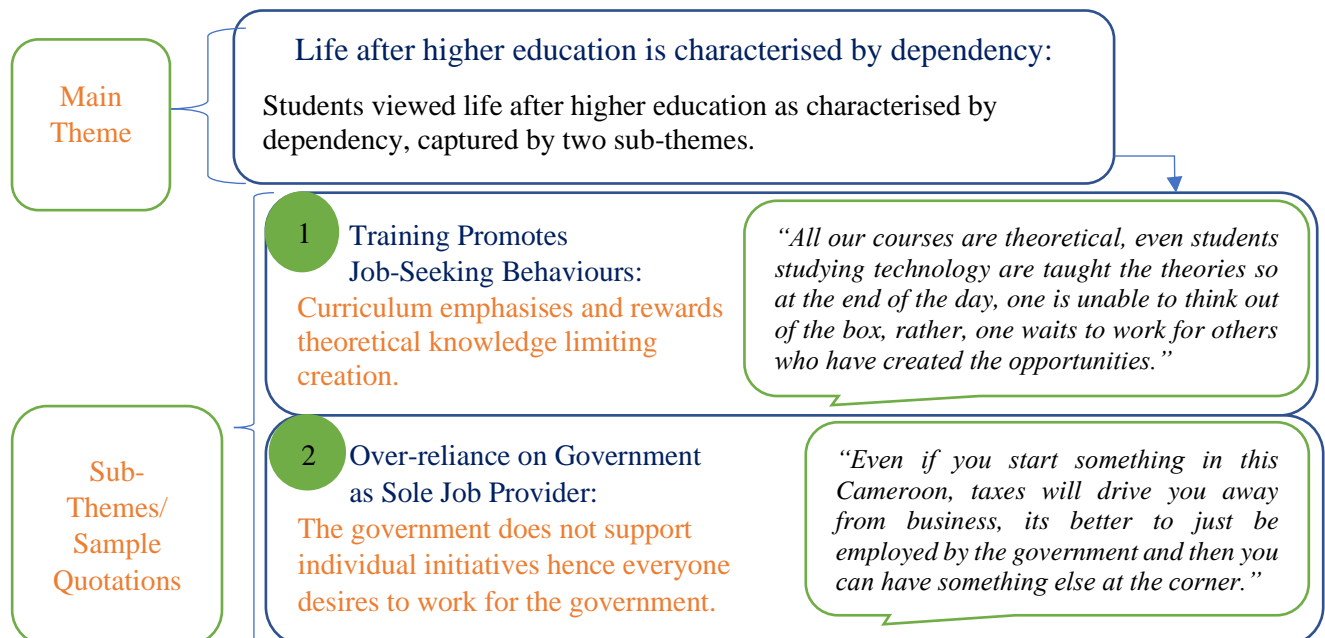 Main
Theme
Life after higher education is characterised by dependency:
Students viewed life after higher education as characterised by
dependency, captured by two sub-themes.
1
Training Promotes
Job-Seeking Behaviours:
Curriculum emphasises and rewards
theoretical knowledge limiting
creation.
“All our courses are theoretical, even students
studying technology are taught the theories so
at the end of the day, one is unable to think out
of the box, rather, one waits to work for others
who have created the opportunities.”
Sub-
Themes/
Sample
Quotations
2
Over-reliance on Government
as Sole Job Provider:
The government does not support
individual initiatives hence everyone
desires to work for the government.
“Even if you start something in this
Cameroon, taxes will drive you away
from business, its better to just be
employed by the government and then you
can have something else at the corner.”